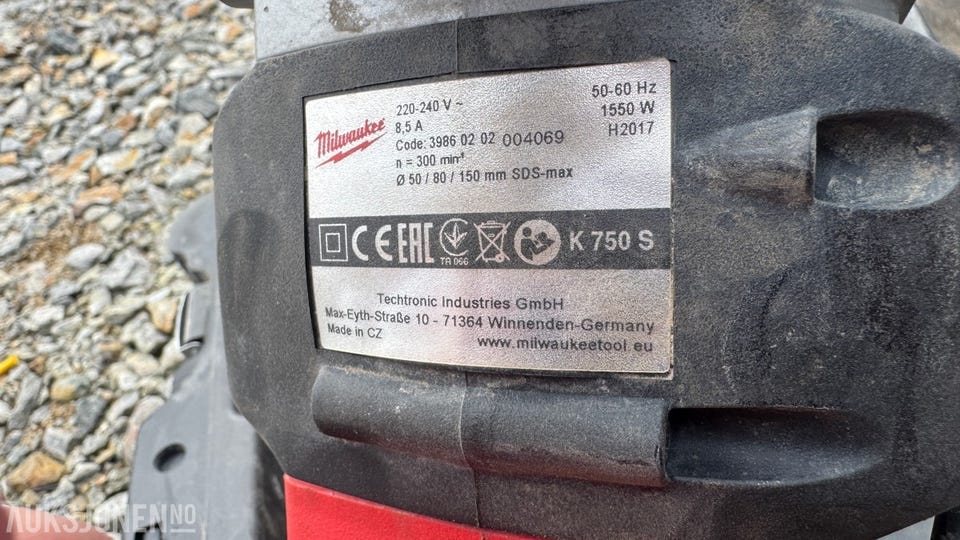 Milwaukee
220-240 V ~
8,5 A
Code: 3986 02 02 004069
n = 300 min-1
Ø 50 / 80 / 150 mm SDS-max
50-60 Hz
1550 W
H2017
CE EAC TA 066 K 750 S
Techtronic Industries GmbH
Max-Eyth-Straße 10 - 71364 Winnenden-Germany
Made in CZ
www.milwaukeetool.eu
AUKSJONEN.NO